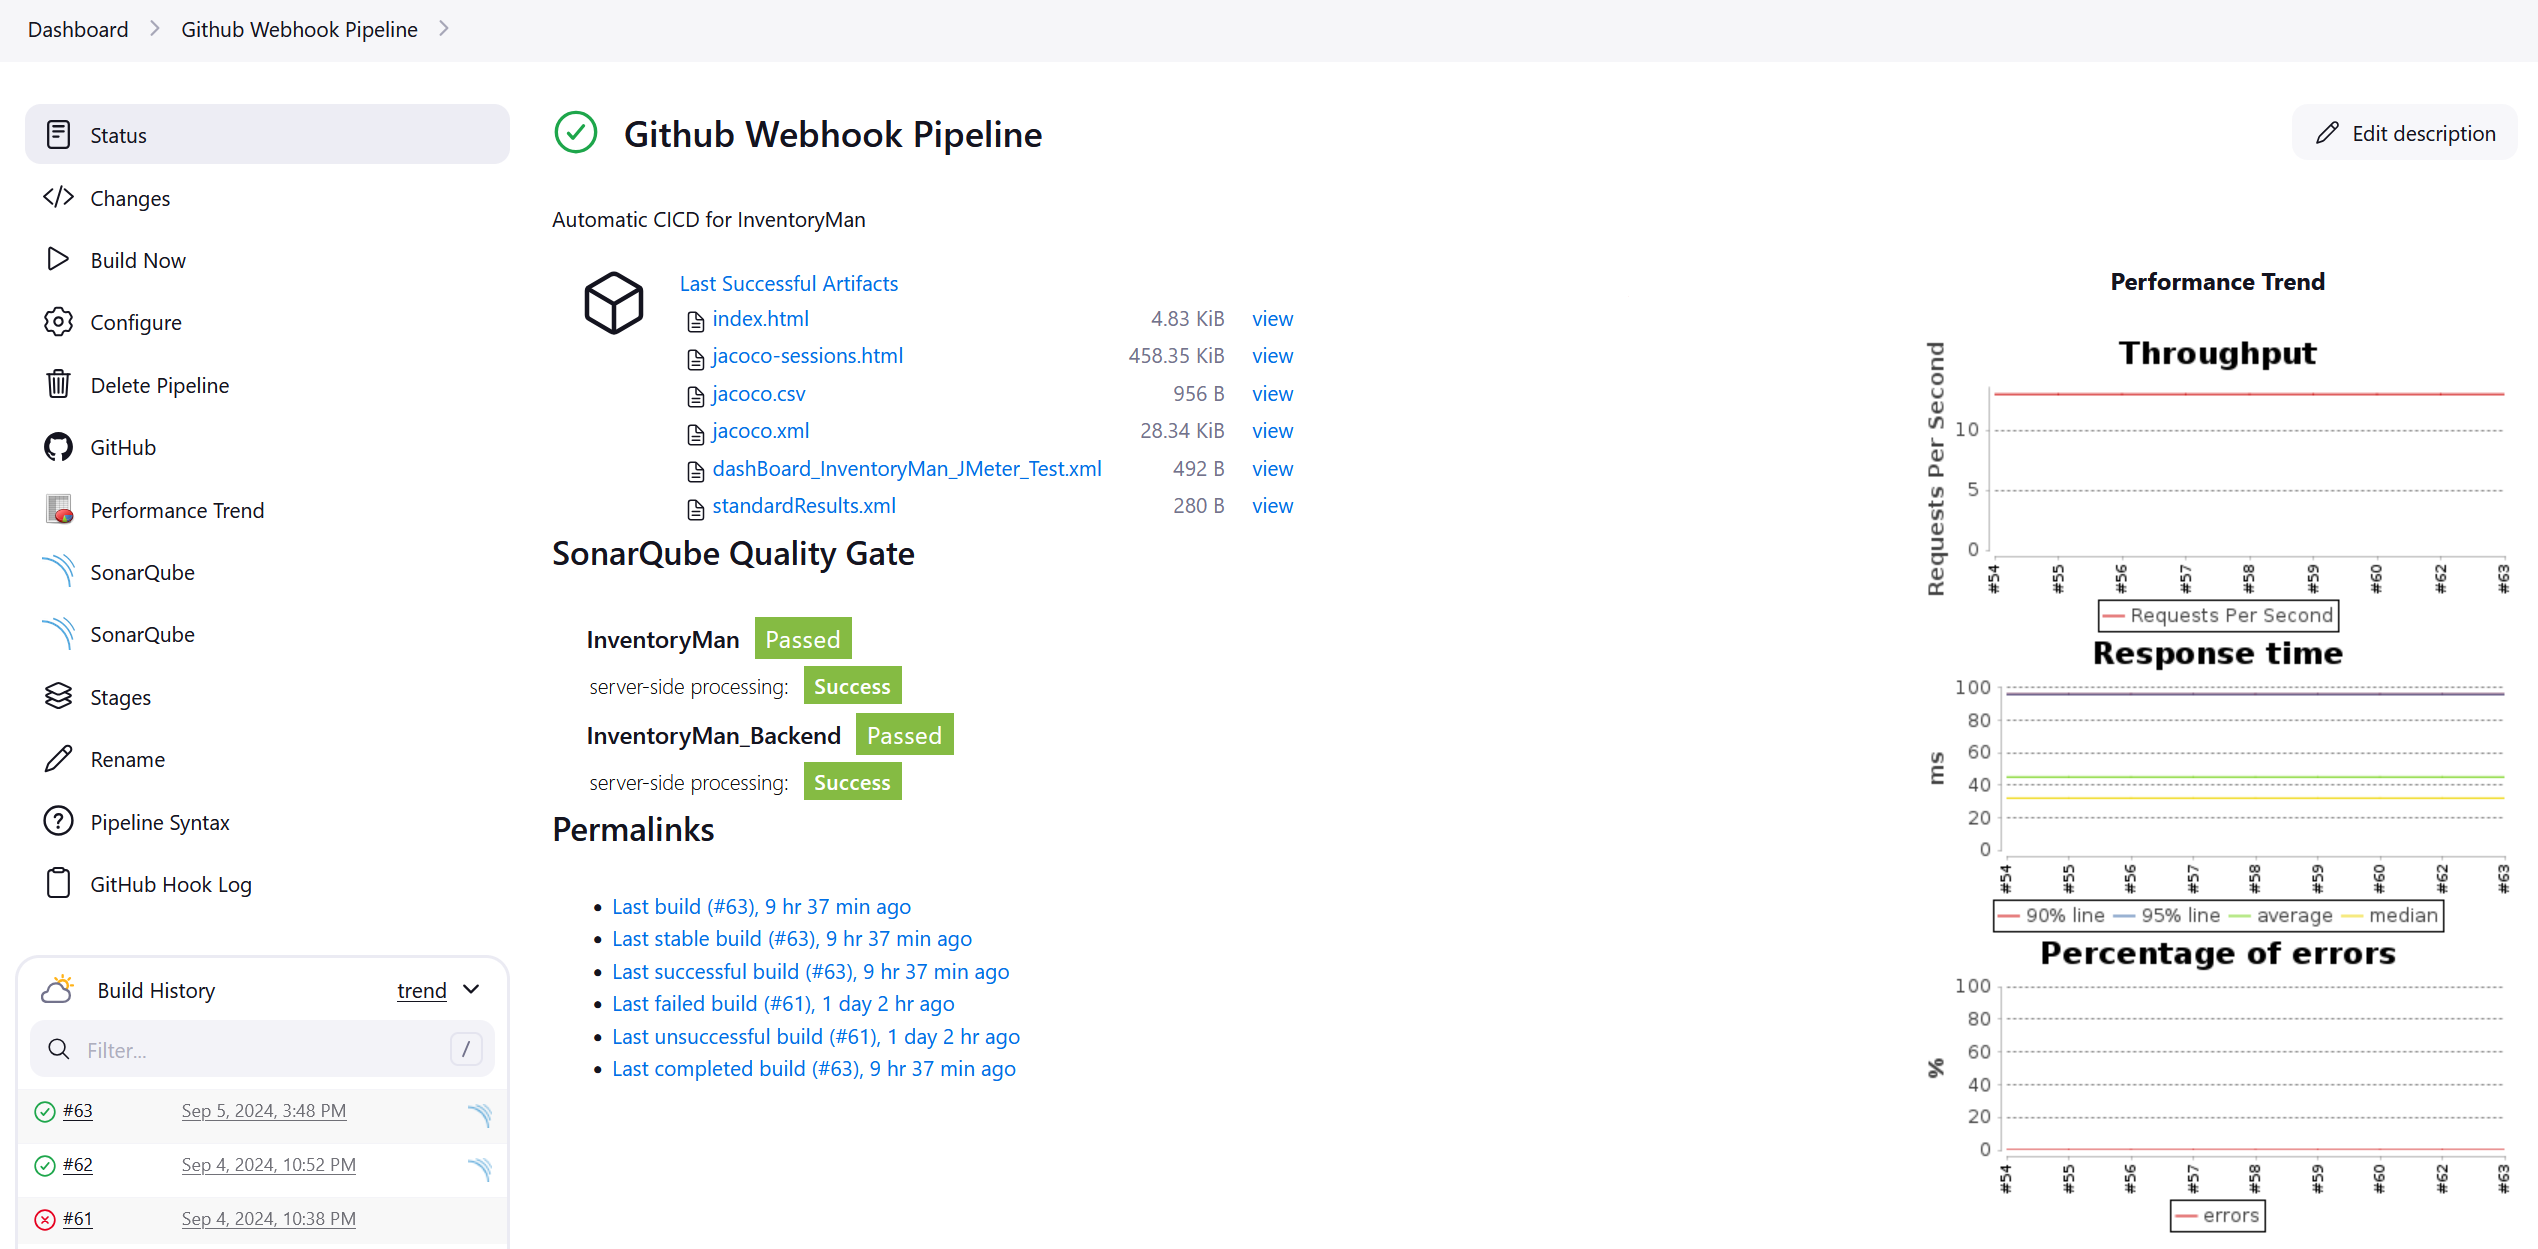 Dashboard > Github Webhook Pipeline >
Status
Changes
Build Now
Configure
Delete Pipeline
GitHub
Performance Trend
SonarQube
SonarQube
Stages
Rename
Pipeline Syntax
GitHub Hook Log
Build History trend
Filter... /
#63 Sep 5, 2024, 3:48 PM
#62 Sep 4, 2024, 10:52 PM
#61 Sep 4, 2024, 10:38 PM
Github Webhook Pipeline
Edit description
Automatic CICD for InventoryMan
Last Successful Artifacts
index.html 4.83 KiB view
jacoco-sessions.html 458.35 KiB view
jacoco.csv 956 B view
jacoco.xml 28.34 KiB view
dashBoard_InventoryMan_JMeter_Test.xml 492 B view
standardResults.xml 280 B view
SonarQube Quality Gate
InventoryMan Passed
server-side processing: Success
InventoryMan_Backend Passed
server-side processing: Success
Permalinks
Last build (#63), 9 hr 37 min ago
Last stable build (#63), 9 hr 37 min ago
Last successful build (#63), 9 hr 37 min ago
Last failed build (#61), 1 day 2 hr ago
Last unsuccessful build (#61), 1 day 2 hr ago
Last completed build (#63), 9 hr 37 min ago
Performance Trend
Throughput
Requests Per Second
10
5
0
#54 #55 #56 #57 #58 #59 #60 #62 #63
Requests Per Second
Response time
ms
100
80
60
40
20
0
#54 #55 #56 #57 #58 #59 #60 #62 #63
90% line 95% line average median
Percentage of errors
%
100
80
60
40
20
0
#54 #55 #56 #57 #58 #59 #60 #62 #63
errors